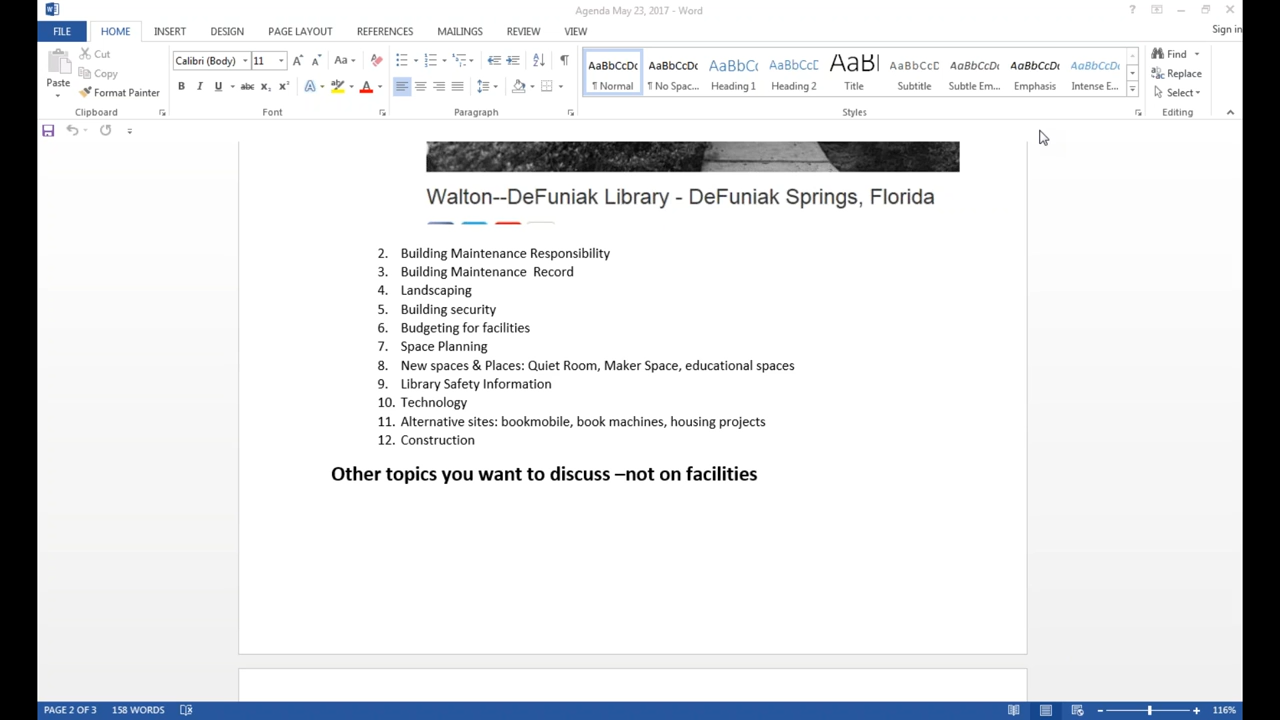 Agenda May 23, 2017 - Word
?
FILE HOME INSERT DESIGN PAGE LAYOUT REFERENCES MAILINGS REVIEW VIEW
Sign in
Paste
Cut
Copy
Format Painter
Clipboard
Calibri (Body) 11
Aa
B I U abc x₂ x² A A
Font
Paragraph
AaBbCcDc AaBbCcDc AaBbCc AaBbCc AaBl AaBbCcD AaBbCcDc AaBbCcDc AaBbCcDc
¶ Normal ¶ No Spac... Heading 1 Heading 2 Title Subtitle Subtle Em... Emphasis Intense E...
Styles
Find
Replace
Select
Editing
Walton--DeFuniak Library - DeFuniak Springs, Florida
2. Building Maintenance Responsibility
3. Building Maintenance  Record
4. Landscaping
5. Building security
6. Budgeting for facilities
7. Space Planning
8. New spaces & Places: Quiet Room, Maker Space, educational spaces
9. Library Safety Information
10. Technology
11. Alternative sites: bookmobile, book machines, housing projects
12. Construction
Other topics you want to discuss –not on facilities
PAGE 2 OF 3 158 WORDS
116%